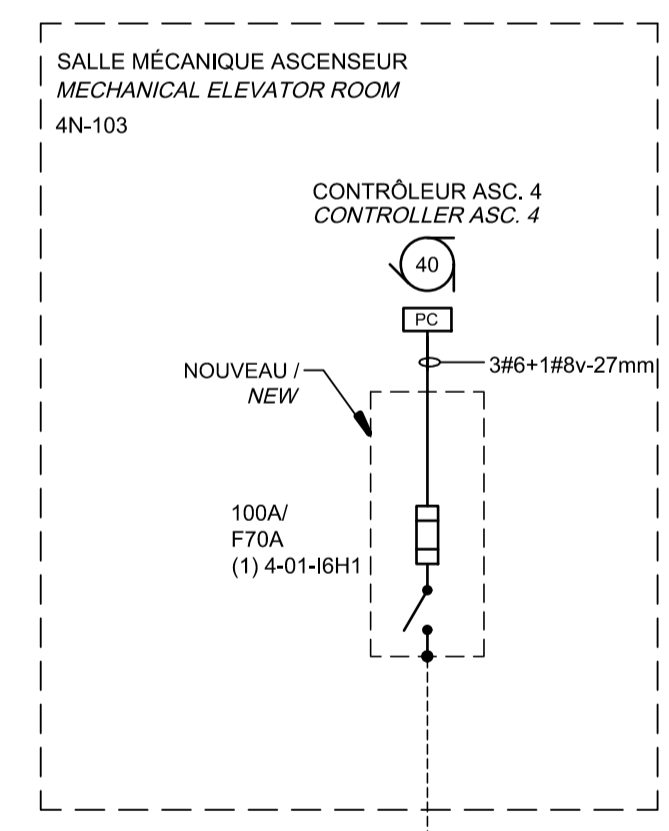 SALLE MÉCANIQUE ASCENSEUR
MECHANICAL ELEVATOR ROOM
4N-103
CONTRÔLEUR ASC. 4
CONTROLLER ASC. 4
40
PC
3#6+1#8v-27mm
NOUVEAU /
NEW
100A/
F70A
(1) 4-01-I6H1